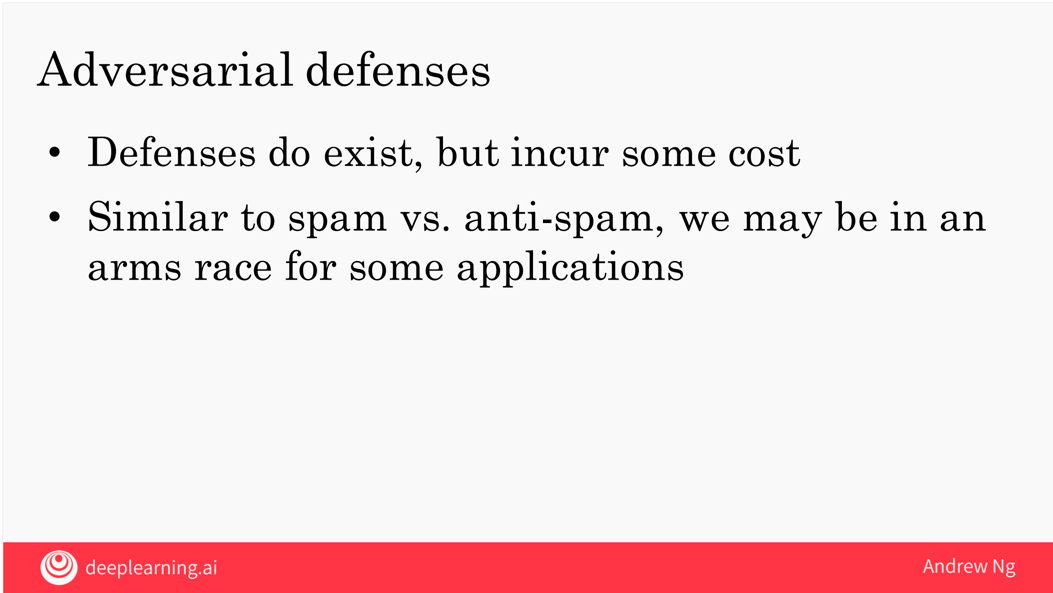 Adversarial defenses
• Defenses do exist, but incur some cost
• Similar to spam vs. anti-spam, we may be in an
arms race for some applications
deeplearning.ai
Andrew Ng